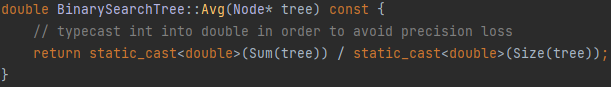 double BinarySearchTree::Avg(Node* tree) const {
    // typecast int into double in order to avoid precision loss
    return static_cast<double>(Sum(tree)) / static_cast<double>(Size(tree));
}